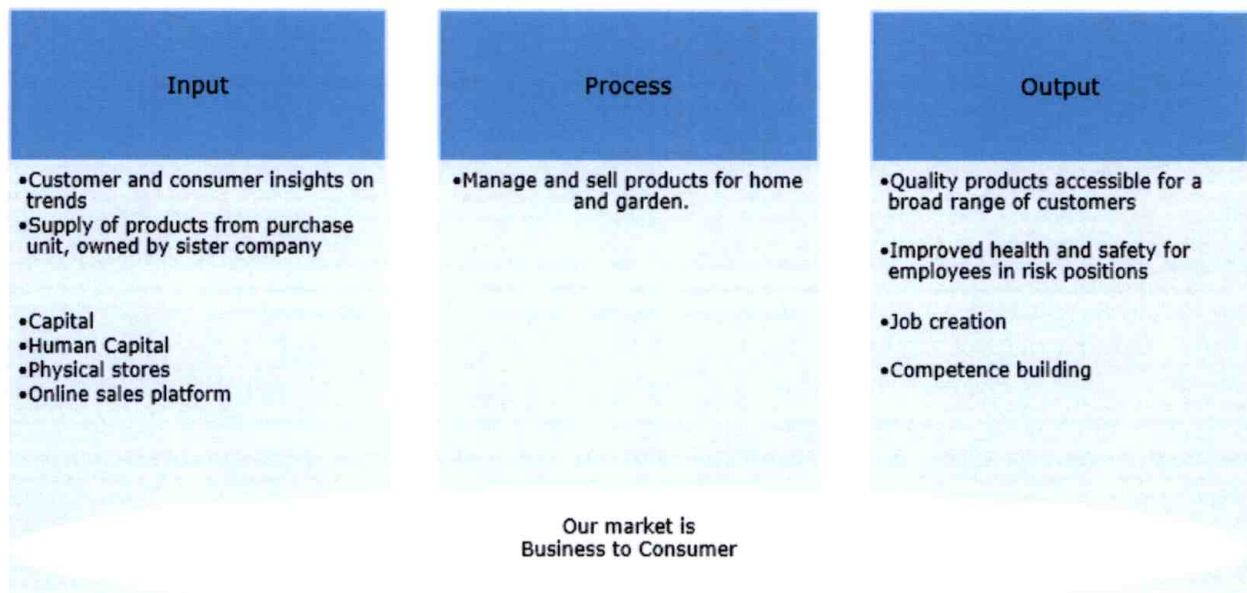 Input
•Customer and consumer insights on
trends
•Supply of products from purchase
unit, owned by sister company
•Capital
•Human Capital
•Physical stores
•Online sales platform
Process
•Manage and sell products for home
and garden.
Output
•Quality products accessible for a
broad range of customers
•Improved health and safety for
employees in risk positions
•Job creation
•Competence building
Our market is
Business to Consumer